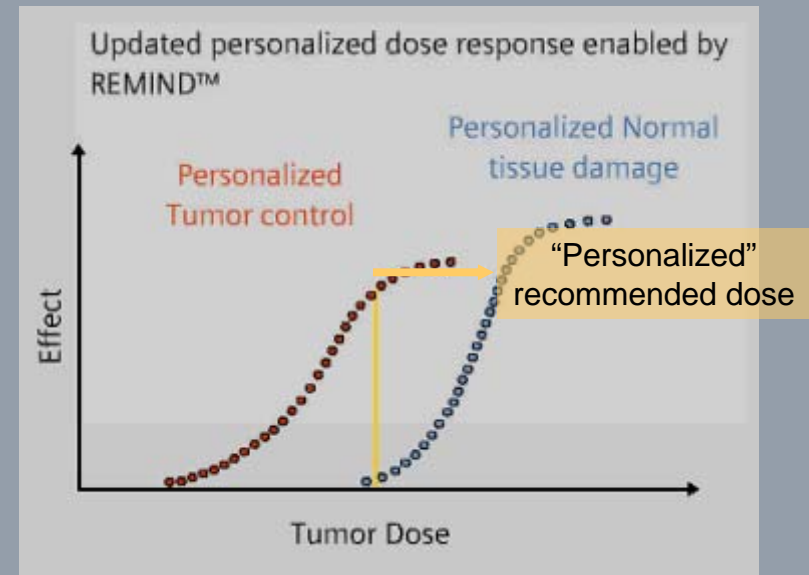 Updated personalized dose response enabled by
REMIND™
Personalized Normal
tissue damage
Personalized
Tumor control
“Personalized”
recommended dose
Effect
Tumor Dose